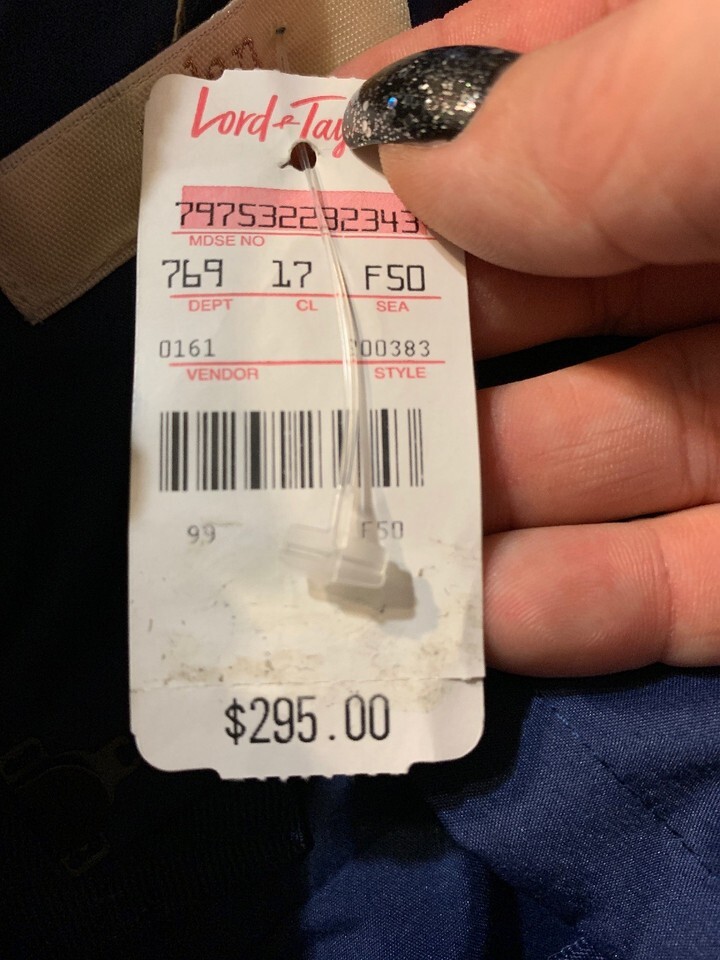 Lord & Tay
797532232343
MDSE NO
769 17 F50
DEPT CL SEA
0161 00383
VENDOR STYLE
99 F50
$295.00